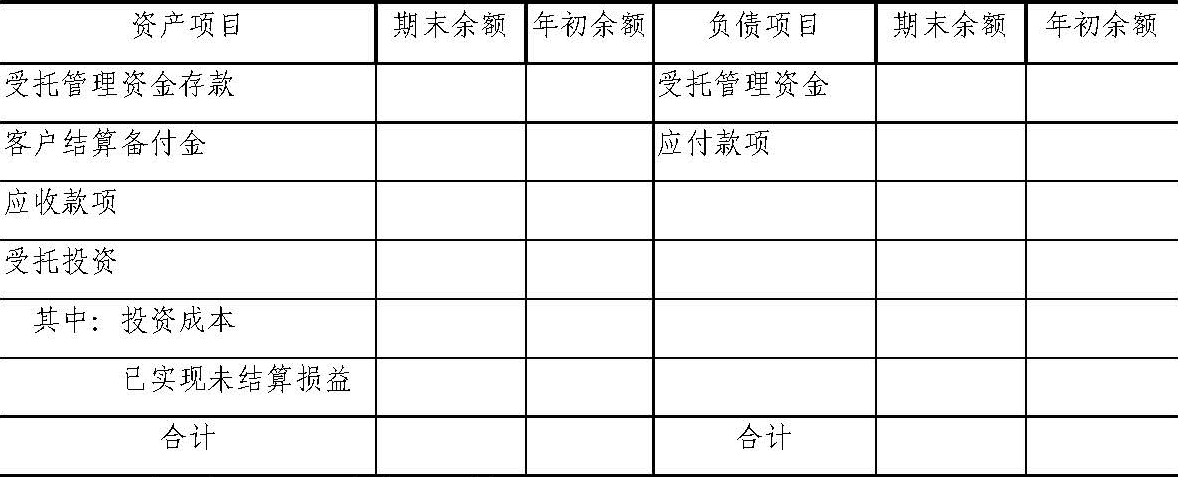 资产项目 期末余额 年初余额 负债项目 期末余额 年初余额
受托管理资金存款 受托管理资金
客户结算备付金 应付款项
应收款项
受托投资
其中：投资成本
已实现未结算损益
合计 合计